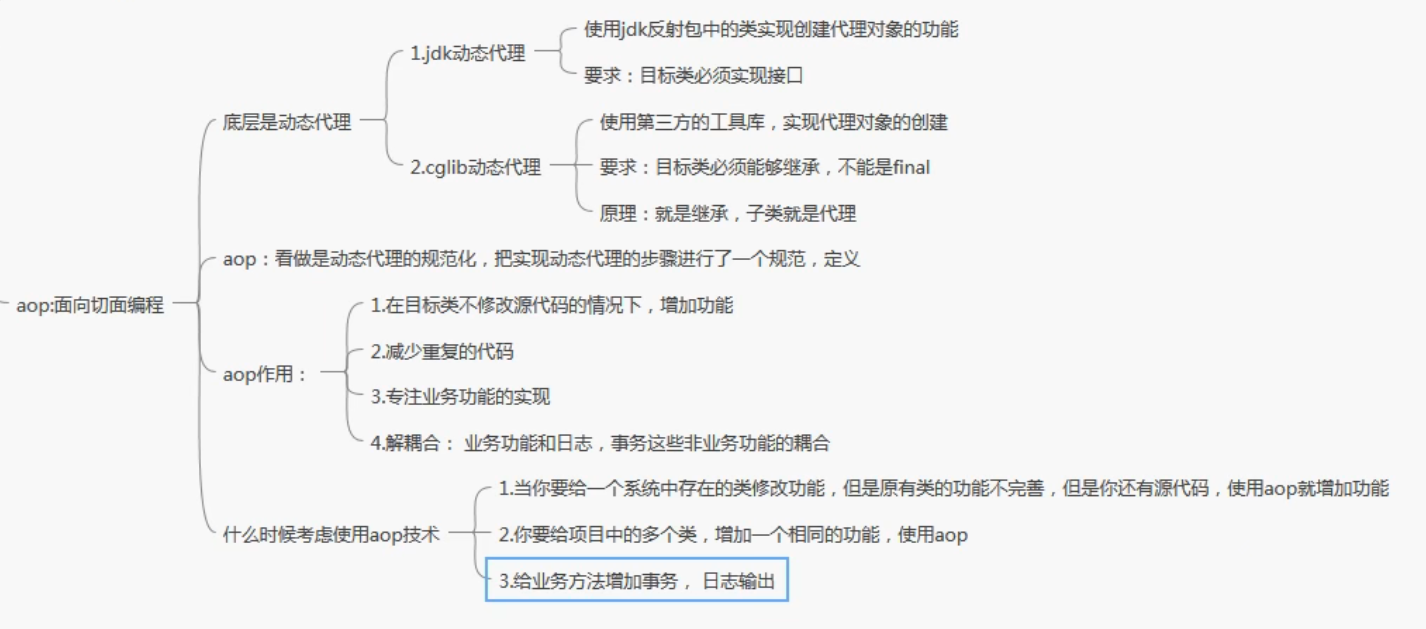 使用jdk反射包中的类实现创建代理对象的功能
1.jdk动态代理
要求：目标类必须实现接口
底层是动态代理
使用第三方的工具库，实现代理对象的创建
2.cglib动态代理
要求：目标类必须能够继承，不能是final
原理：就是继承，子类就是代理
aop：看做是动态代理的规范化，把实现动态代理的步骤进行了一个规范，定义
aop:面向切面编程
1.在目标类不修改源代码的情况下，增加功能
2.减少重复的代码
aop作用：
3.专注业务功能的实现
4.解耦合： 业务功能和日志，事务这些非业务功能的耦合
1.当你要给一个系统中存在的类修改功能，但是原有类的功能不完善，但是你还有源代码，使用aop就增加功能
什么时候考虑使用aop技术
2.你要给项目中的多个类，增加一个相同的功能，使用aop
3.给业务方法增加事务， 日志输出